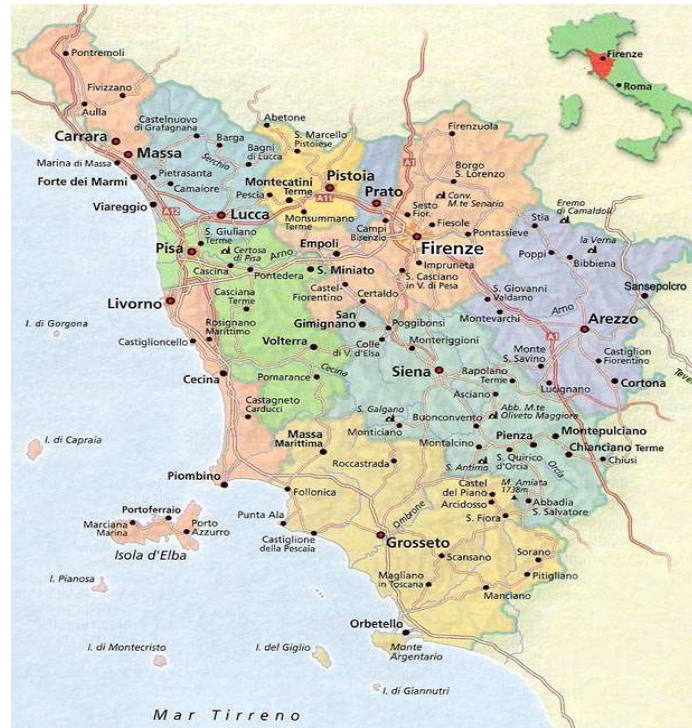 Pontremoli
Firenze
Roma
Fivizzano
Aulla
Abetone
Castelnuovo
di Grafagnana
Barga
S. Marcello
Pistoiese
Firenzuola
Carrara
Massa
Serchio
Bagni
di Lucca
Borgo
S. Lorenzo
A1
Marina di Massa
Pietrasanta
Forte dei Marmi
Camaiore
Montecatini
Terme
Pescia
Pistoia
Prato
A11
Conv.
M.te Senario
Sesto
Fior.
Viareggio
A12
Lucca
Monsummano
Terme
Campi
Bisenzio
Fiesole
Pontassieve
Stia
Eremo
di Camaldoli
S. Giuliano
Terme
Pisa
Certosa
di Pisa
Arno
Empoli
Firenze
la Verna
Poppi
Bibbiena
Cascina
Pontedera
S. Miniato
Impruneta
S. Casciano
in V. di Pesa
Sansepolcro
Livorno
Casciana
Terme
Castel-
Fiorentino
Certaldo
S. Giovanni
Valdarno
Montevarchi
Arno
Arezzo
I. di Gorgona
Castiglioncello
Rosignano
Marittimo
San
Gimignano
Poggibonsi
Colle
di V. d'Elsa
Monteriggioni
A1
Volterra
Monte
S. Savino
Castiglion
Fiorentino
Cecina
Cecina
Pomarance
Siena
Rapolano
Terme
Lucignano
Cortona
Tevere
Asciano
Castagneto
Carducci
S. Galgano
Monticiano
Buonconvento
Abb. M.te
Oliveto Maggiore
I. di Capraia
Massa
Marittima
Montalcino
Pienza
Montepulciano
Chianciano Terme
Chiusi
Roccastrada
S. Antimo
S. Quirico
d'Orcia
Orcia
Piombino
Follonica
Castel
del Piano
M. Amiata
1738m
Arcidosso
Abbadia
S. Salvatore
Portoferraio
Marciana
Marina
Porto
Azzurro
Isola d'Elba
Punta Ala
Castiglione
della Pescaia
Ombrone
S. Fiora
Grosseto
Scansano
Sorano
I. Pianosa
Magliano
in Toscana
Pitigliano
Manciano
Orbetello
I. di Montecristo
I. del Giglio
Monte
Argentario
I. di Giannutri
Mar Tirreno